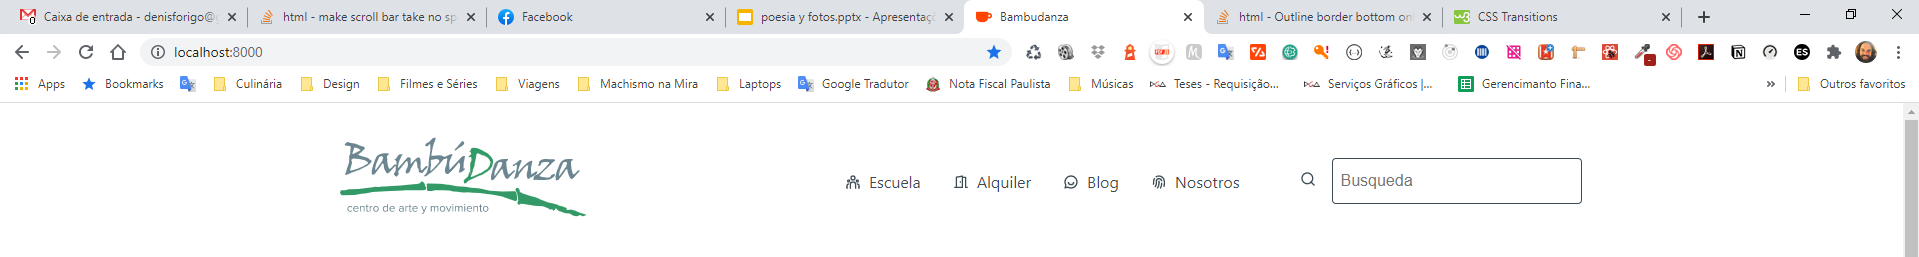 Caixa de entrada - denisforigo@g
html - make scroll bar take no sp
Facebook
poesia y fotos.pptx - Apresentaçõ
Bambudanza
html - Outline border bottom onl
CSS Transitions
localhost:8000
Apps
Bookmarks
Culinária
Design
Filmes e Séries
Viagens
Machismo na Mira
Laptops
Google Tradutor
Nota Fiscal Paulista
Músicas
Teses - Requisição...
Serviços Gráficos |...
Gerencimanto Fina...
Outros favoritos
BambúDanza
centro de arte y movimiento
Escuela
Alquiler
Blog
Nosotros
Busqueda